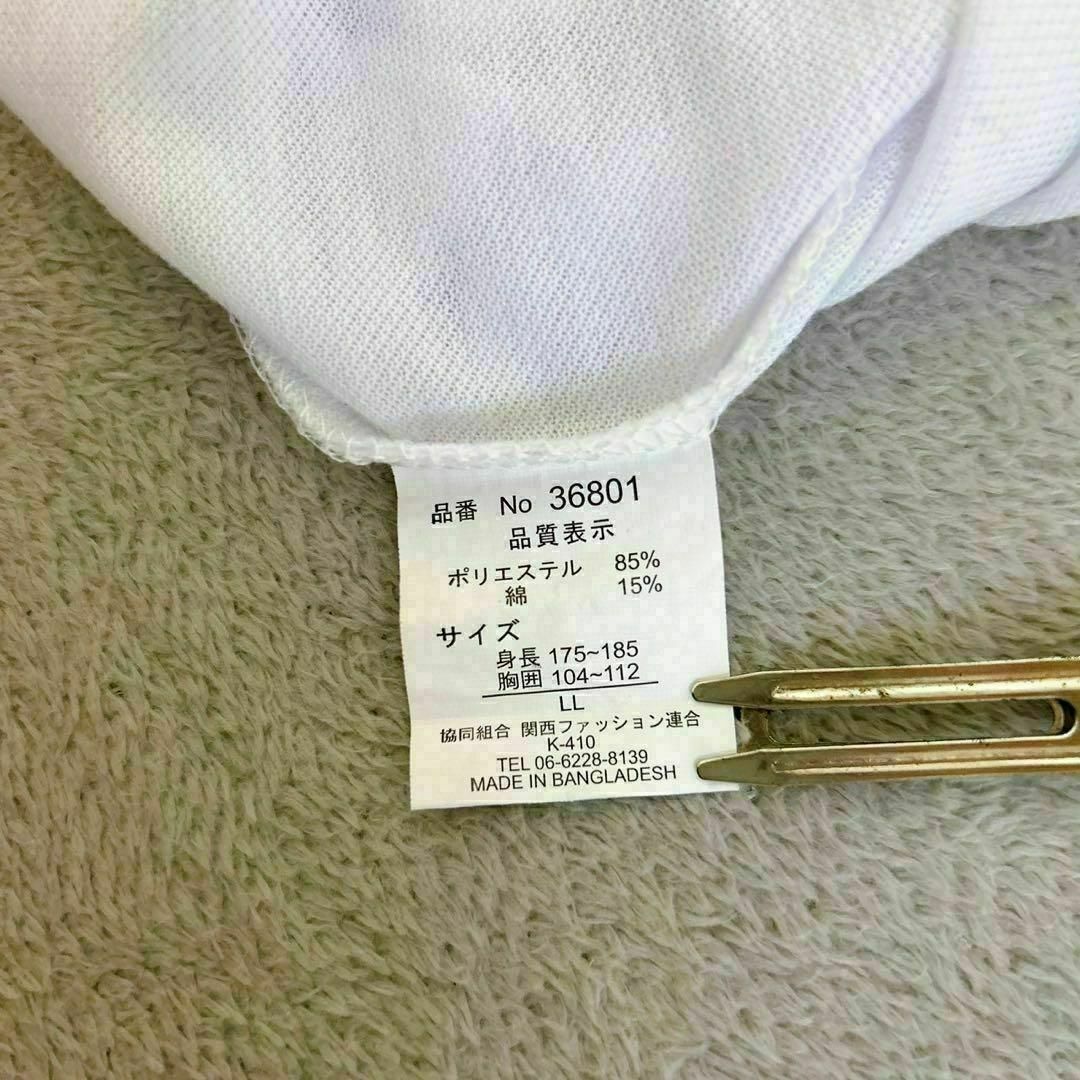 品番 No 36801
品質表示
ポリエステル 85%
綿 15%
サイズ
身長 175~185
胸囲 104~112
LL
協同組合 関西ファッション連合
K-410
TEL 06-6228-8139
MADE IN BANGLADESH